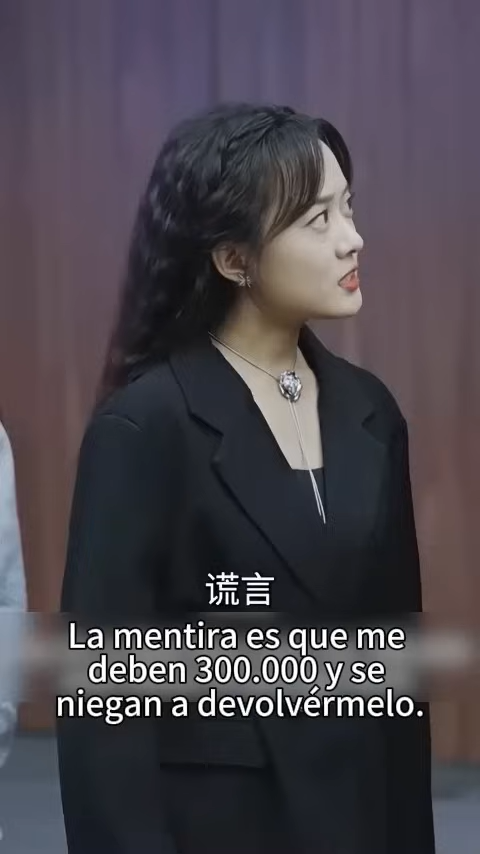 谎言
La mentira es que me
deben 300.000 y se
niegan a devolvérmelo.